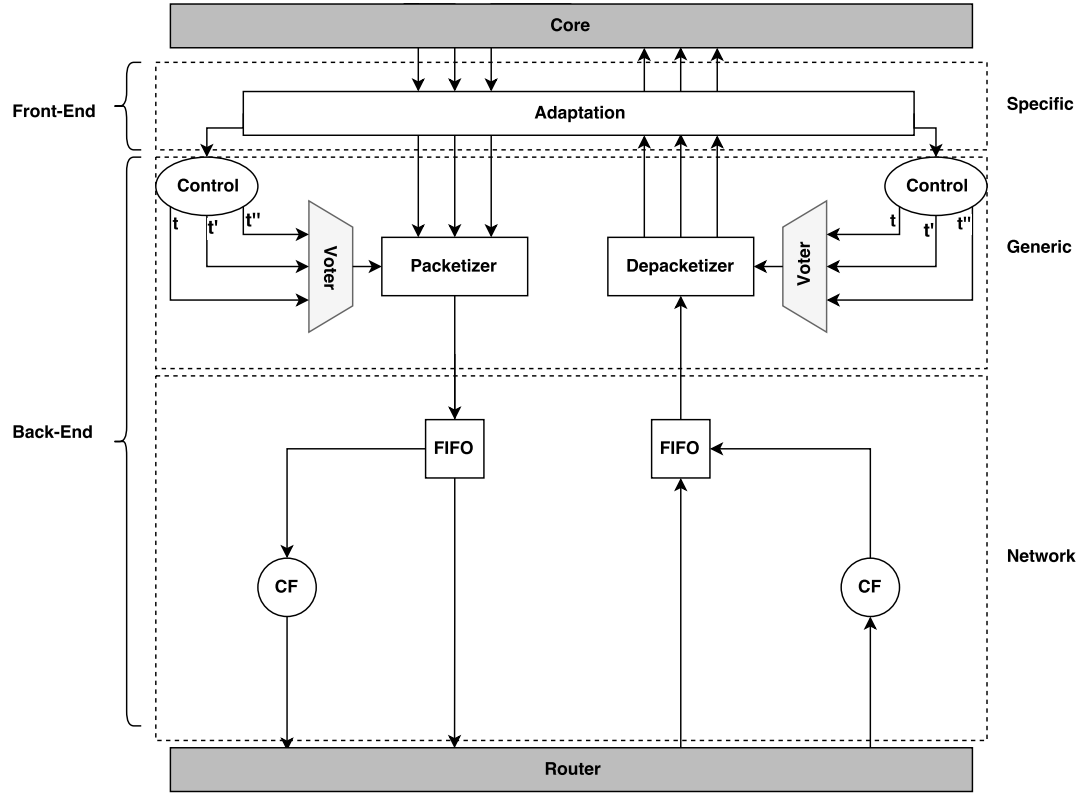 Core
Front-End
Adaptation
Specific
Control
Control
t
t'
t''
t
t'
t''
Voter
Packetizer
Depacketizer
Voter
Generic
Back-End
FIFO
FIFO
CF
CF
Network
Router